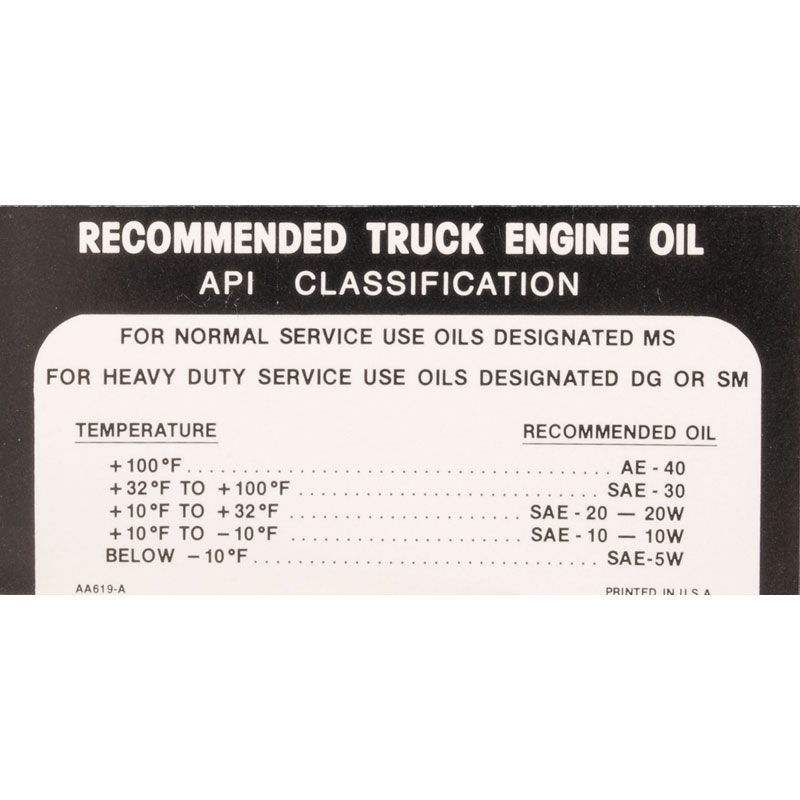 RECOMMENDED TRUCK ENGINE OIL
API CLASSIFICATION
FOR NORMAL SERVICE USE OILS DESIGNATED MS
FOR HEAVY DUTY SERVICE USE OILS DESIGNATED DG OR SM
TEMPERATURE RECOMMENDED OIL
+100°F........................................ AE - 40
+32°F TO +100°F ............................ SAE - 30
+10°F TO +32°F ..................... SAE - 20 — 20W
+10°F TO −10°F ..................... SAE - 10 — 10W
BELOW −10°F................................ SAE-5W
AA619-A PRINTED IN U.S.A.